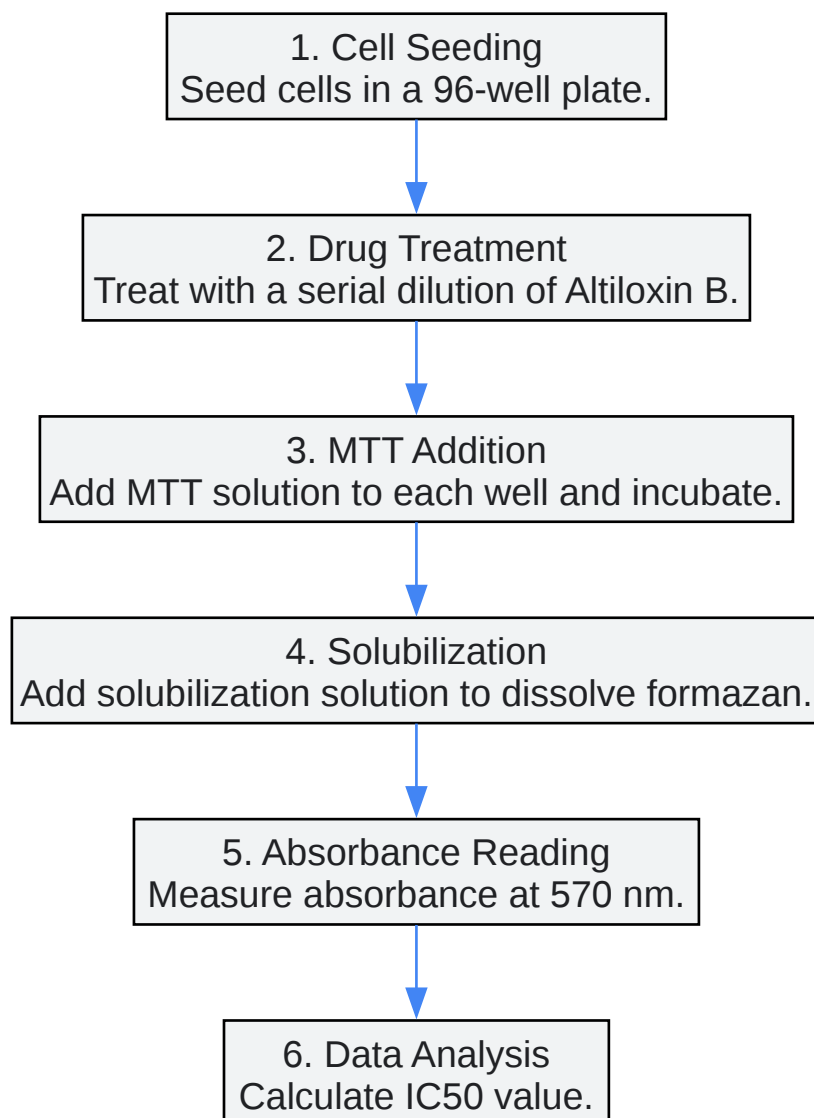 1. Cell Seeding
Seed cells in a 96-well plate.
2. Drug Treatment
Treat with a serial dilution of Altiloxin B.
3. MTT Addition
Add MTT solution to each well and incubate.
4. Solubilization
Add solubilization solution to dissolve formazan.
5. Absorbance Reading
Measure absorbance at 570 nm.
6. Data Analysis
Calculate IC50 value.